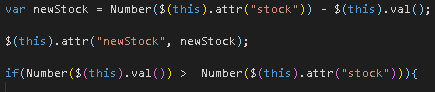 var newStock = Number($(this).attr("stock")) - $(this).val();
$(this).attr("newStock", newStock);
if(Number($(this).val()) >  Number($(this).attr("stock"))){